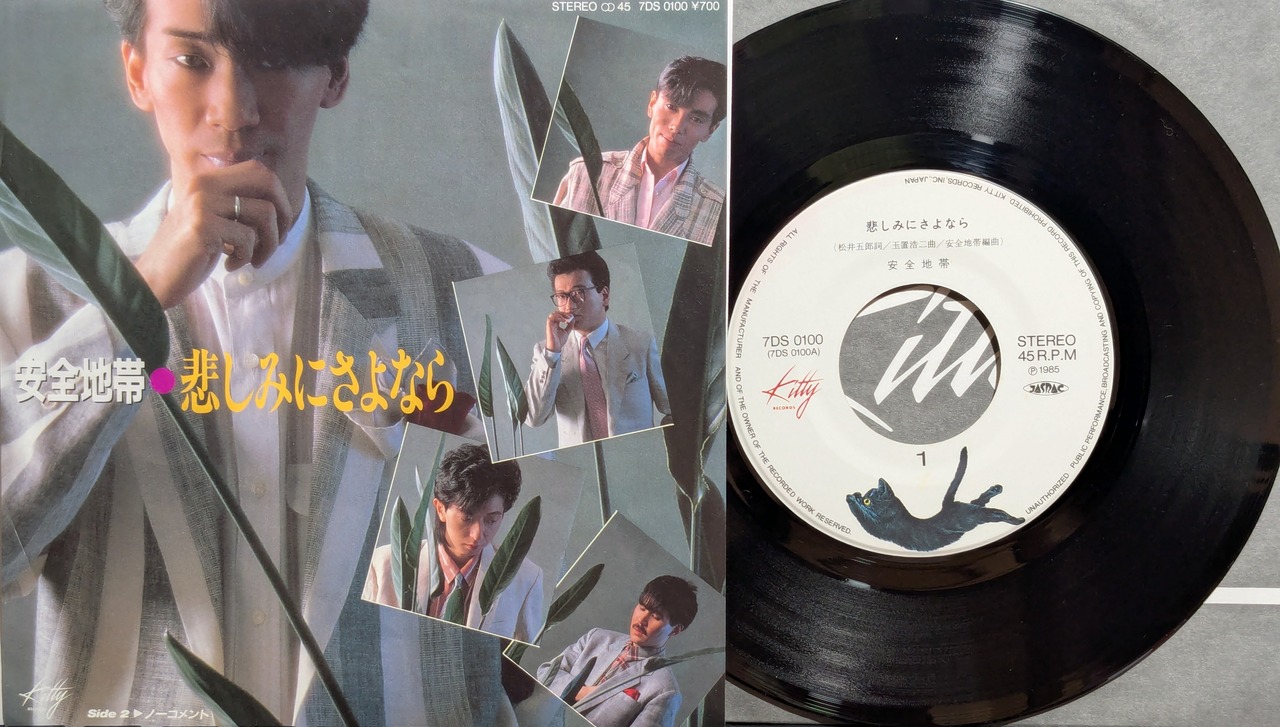 STEREO 45 7DS 0100 ¥700
安全地帯●悲しみにさよなら
Kitty
RECORDS
Side 2▶ノーコメント
悲しみにさよなら
(松井五郎詞／玉置浩二曲／安全地帯編曲)
安全地帯
7DS 0100
(7DS 0100A)
STEREO
45 R.P.M
Ⓟ1985
JASRAC
Kitty
RECORDS
1
ALL RIGHTS OF THE MANUFACTURER AND OF THE OWNER OF THE RECORDED WORK RESERVED. UNAUTHORIZED PUBLIC PERFORMANCE, BROADCASTING AND COPYING OF THIS RECORD PROHIBITED. KITTY RECORDS, INC., JAPAN